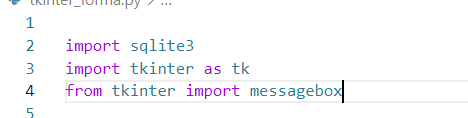 tkinter_forma.py > ...
1
2 import sqlite3
3 import tkinter as tk
4 from tkinter import messagebox
5